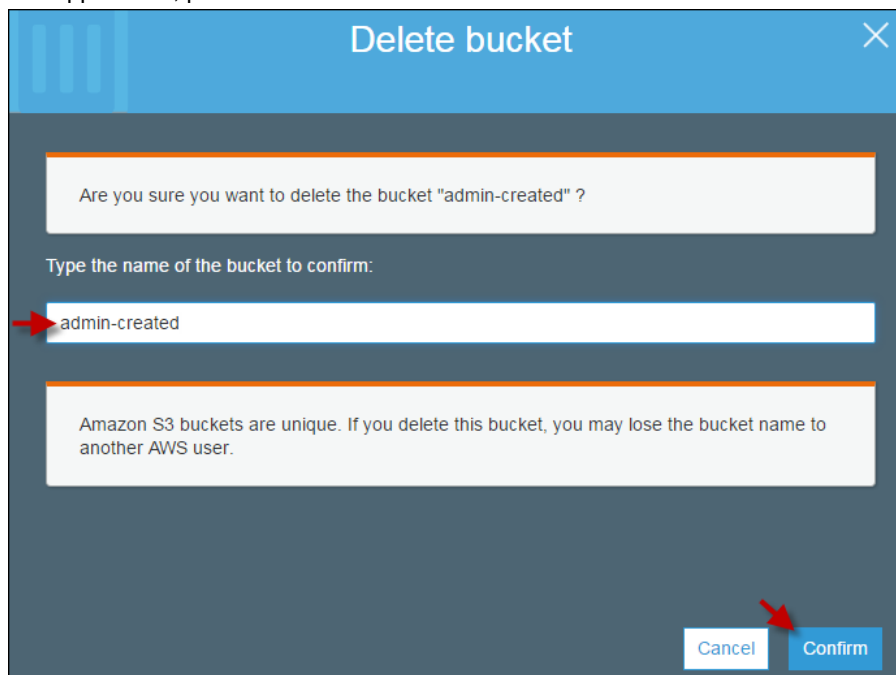 Delete bucket
Are you sure you want to delete the bucket "admin-created" ?
Type the name of the bucket to confirm:
admin-created
Amazon S3 buckets are unique. If you delete this bucket, you may lose the bucket name to
another AWS user.
Cancel
Confirm